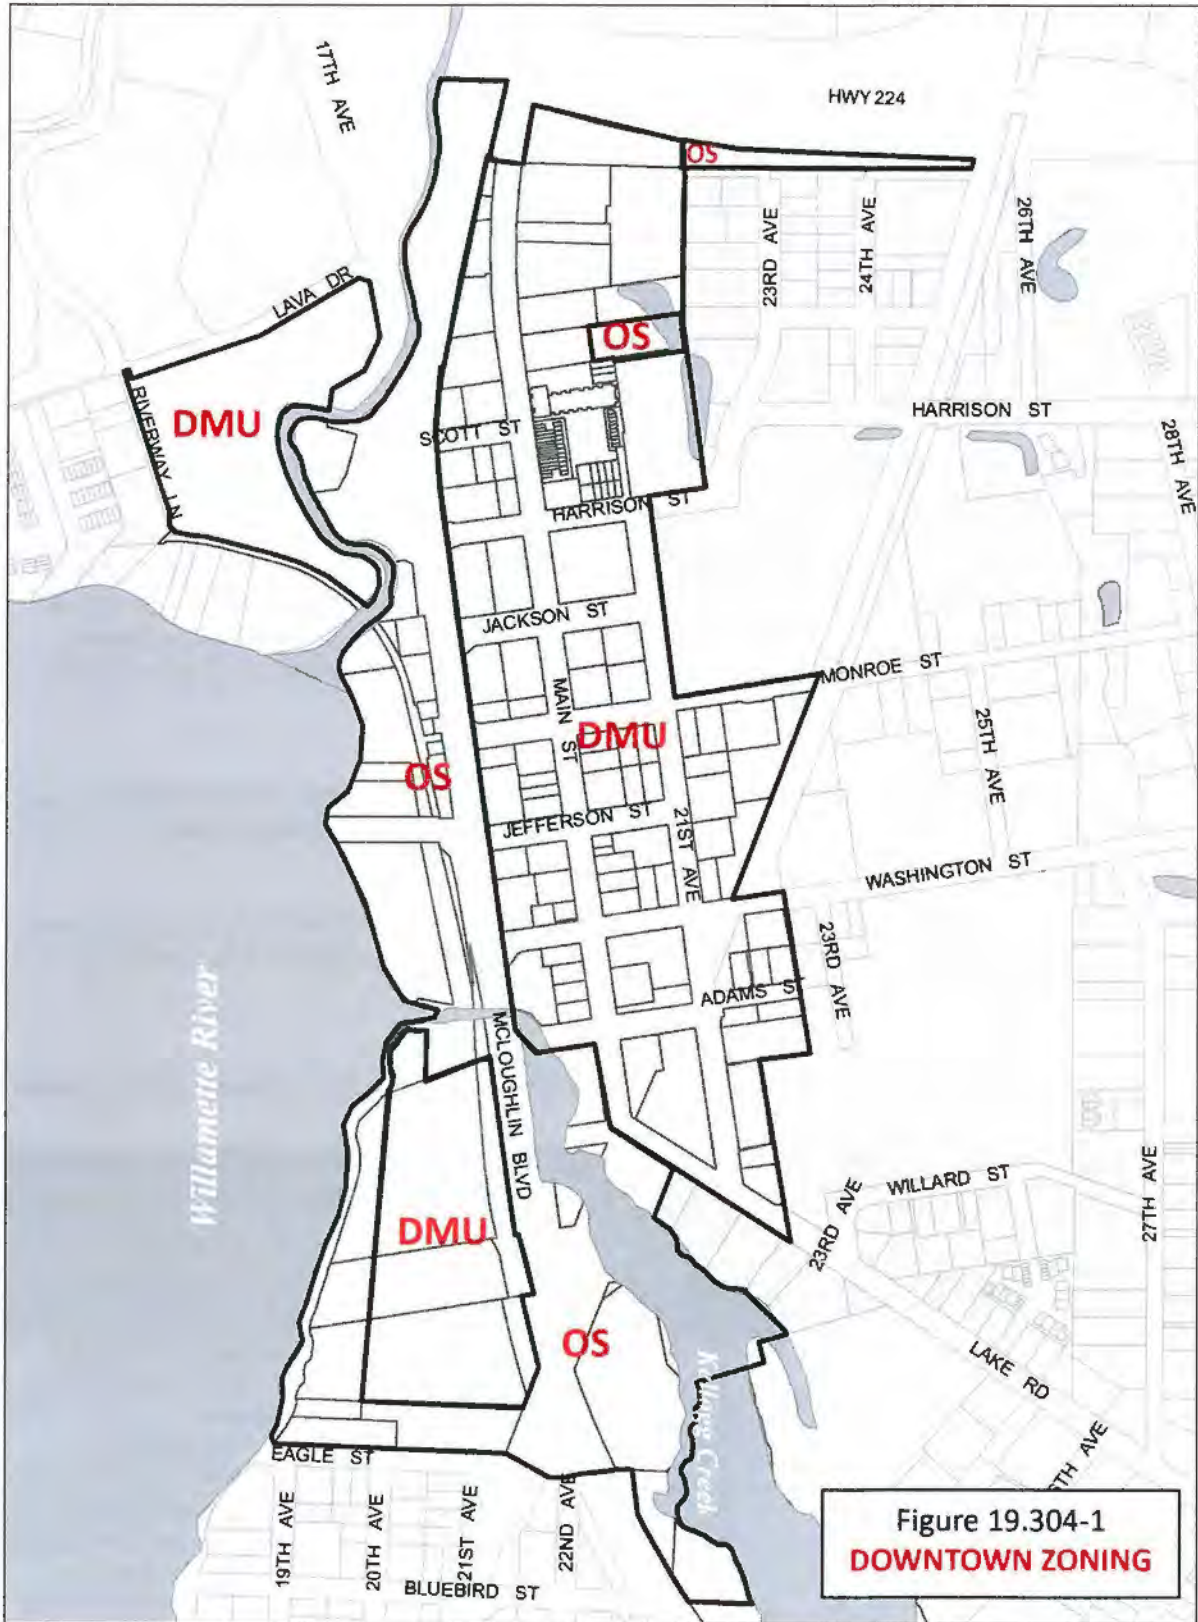 17TH AVE
HWY 224
OS
23RD AVE
24TH AVE
26TH AVE
LAVA DR
OS
DMU
RIVERWAY LN
SCOTT ST
HARRISON ST
28TH AVE
HARRISON ST
JACKSON ST
MONROE ST
MAIN ST
DMU
25TH AVE
OS
JEFFERSON ST
21ST AVE
WASHINGTON ST
23RD AVE
ADAMS ST
Willamette River
MCLOUGHLIN BLVD
27TH AVE
WILLARD ST
23RD AVE
DMU
OS
LAKE RD
Kellogg Creek
EAGLE ST
19TH AVE
20TH AVE
21ST AVE
22ND AVE
BLUEBIRD ST
TH AVE
Figure 19.304-1
DOWNTOWN ZONING